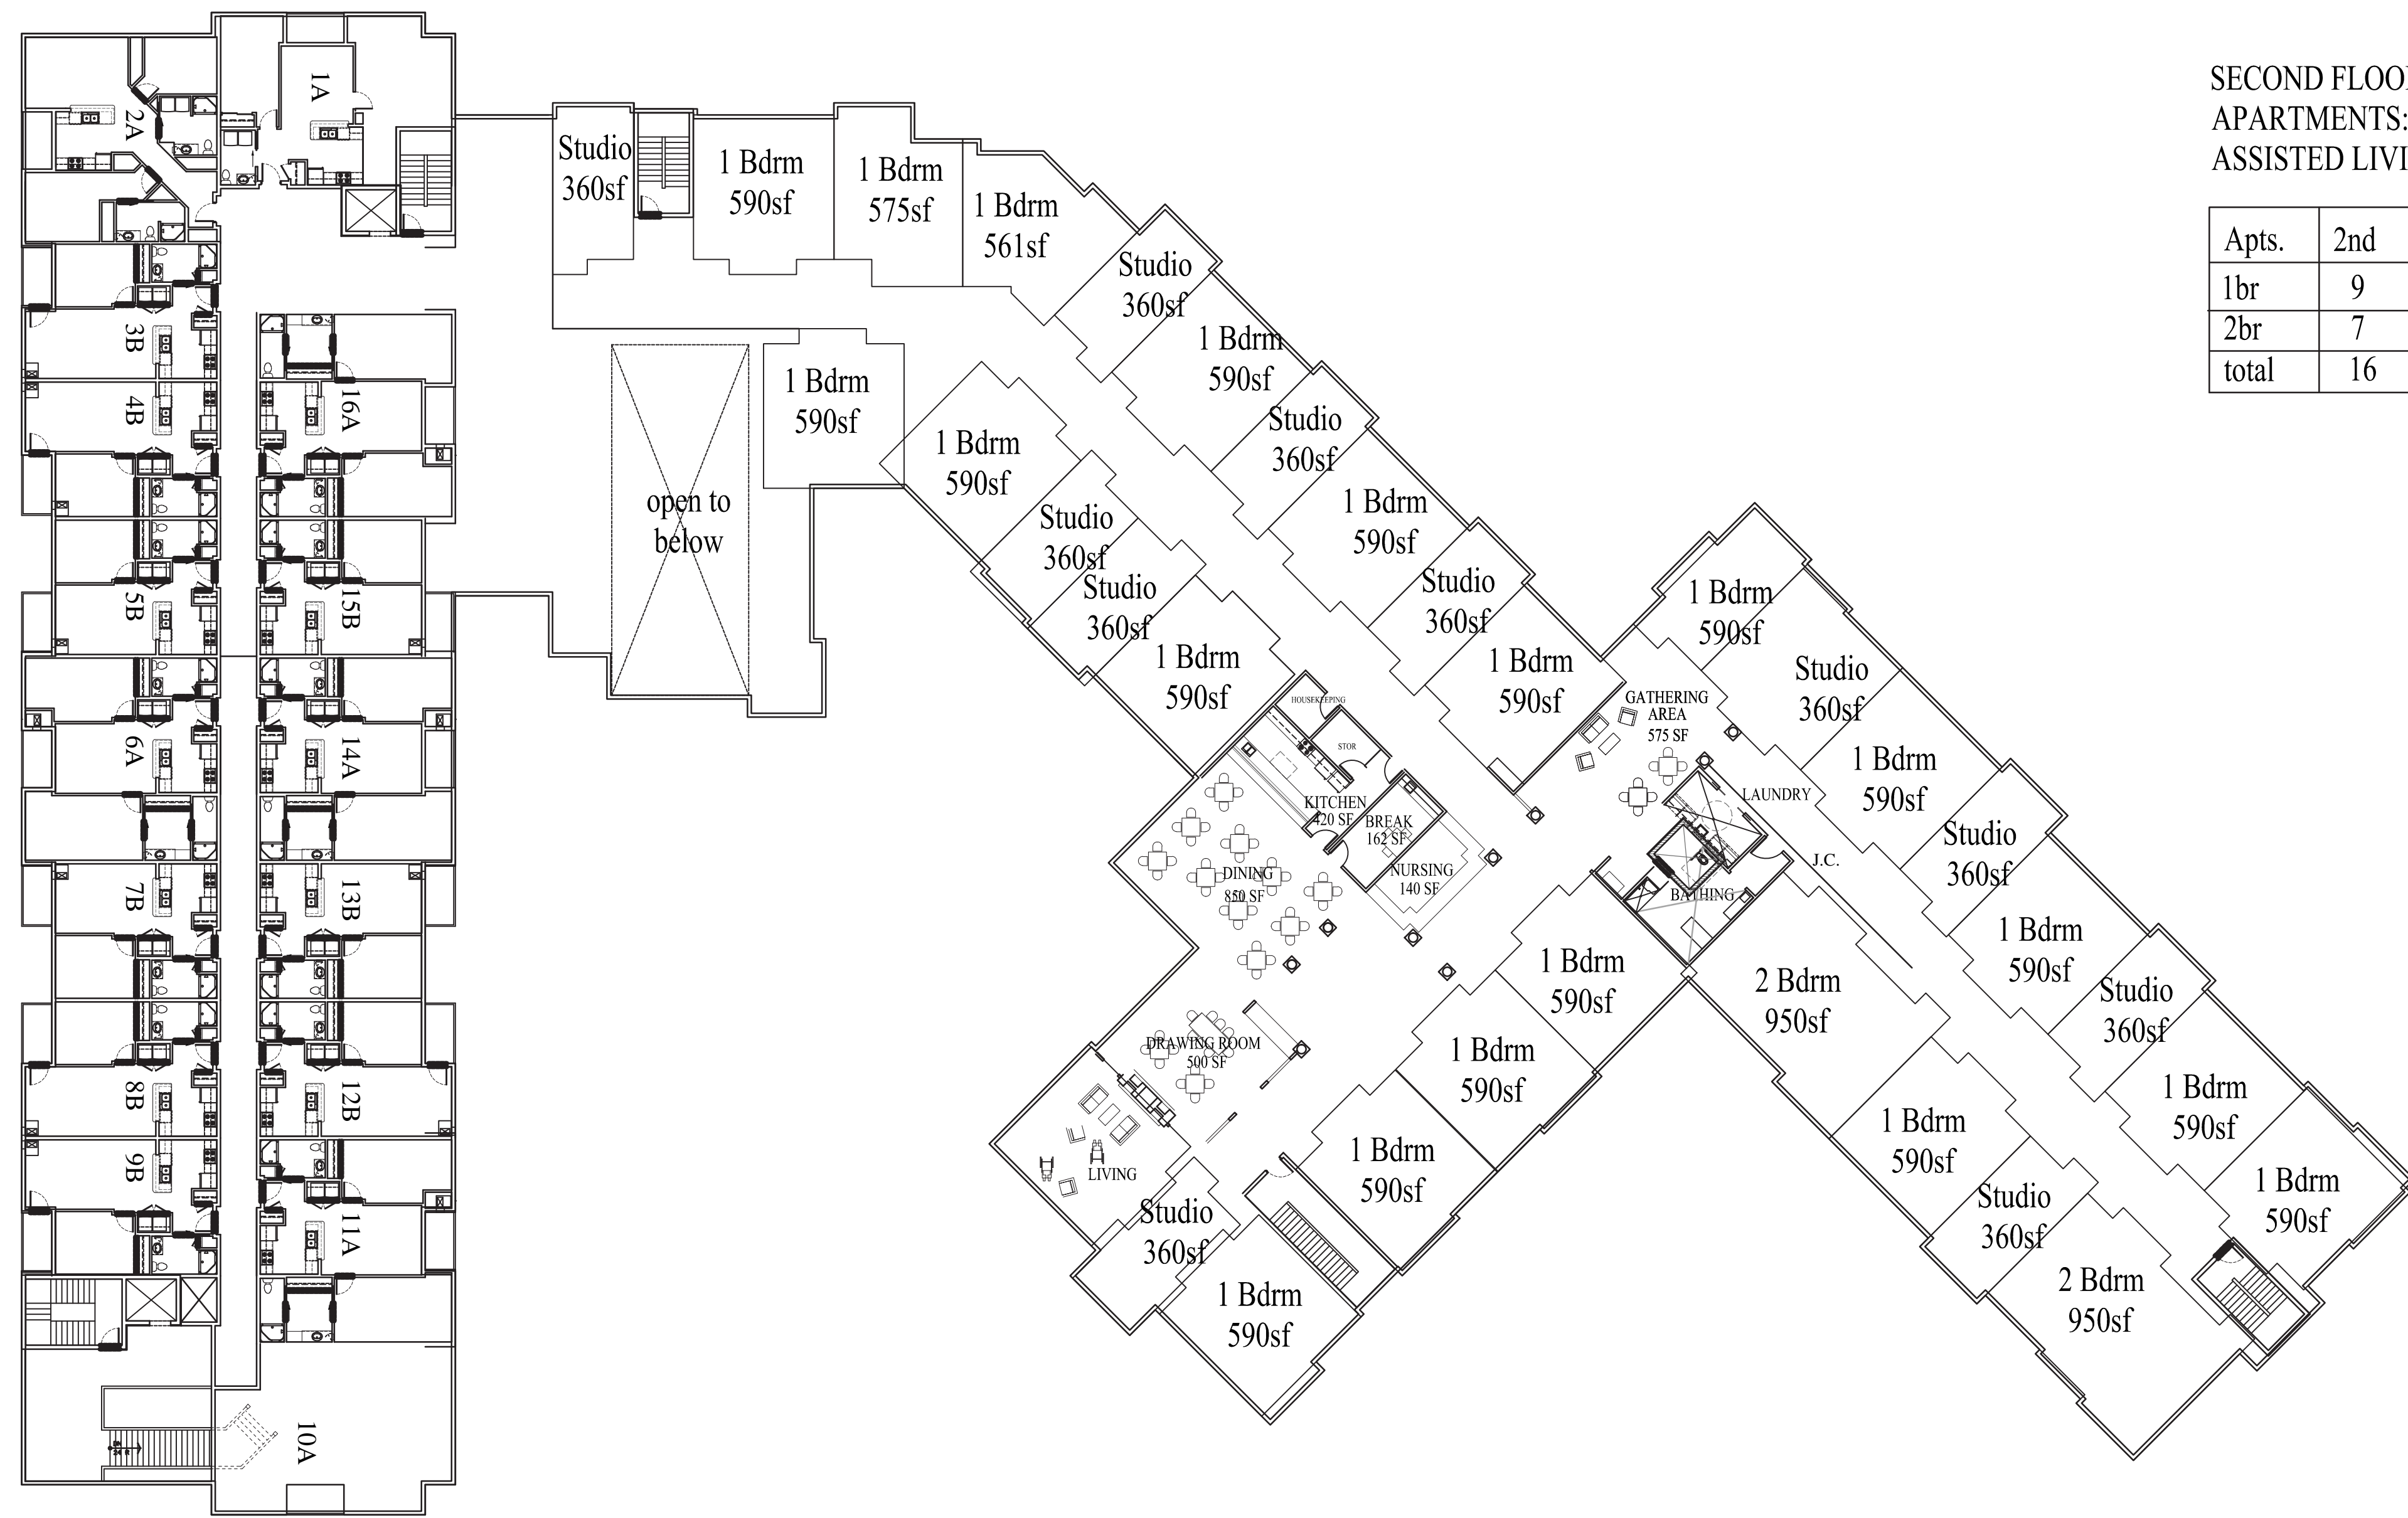 SECOND FLOO
APARTMENTS:
ASSISTED LIVI
Apts. 2nd
1br 9
2br 7
total 16
1A
2A
3B
4B
5B
6A
7B
8B
9B
16A
15B
14A
13B
12B
11A
10A
Studio
360sf
1 Bdrm
590sf
1 Bdrm
575sf
1 Bdrm
561sf
Studio
360sf
1 Bdrm
590sf
Studio
360sf
1 Bdrm
590sf
Studio
360sf
1 Bdrm
590sf
open to
below
1 Bdrm
590sf
1 Bdrm
590sf
Studio
360sf
Studio
360sf
1 Bdrm
590sf
HOUSEKEEPING
STOR
KITCHEN
420 SF
BREAK
162 SF
NURSING
140 SF
DINING
850 SF
DRAWING ROOM
500 SF
LIVING
GATHERING
AREA
575 SF
LAUNDRY
J.C.
BATHING
1 Bdrm
590sf
Studio
360sf
1 Bdrm
590sf
Studio
360sf
1 Bdrm
590sf
Studio
360sf
1 Bdrm
590sf
1 Bdrm
590sf
2 Bdrm
950sf
1 Bdrm
590sf
Studio
360sf
2 Bdrm
950sf
1 Bdrm
590sf
1 Bdrm
590sf
1 Bdrm
590sf
Studio
360sf
1 Bdrm
590sf